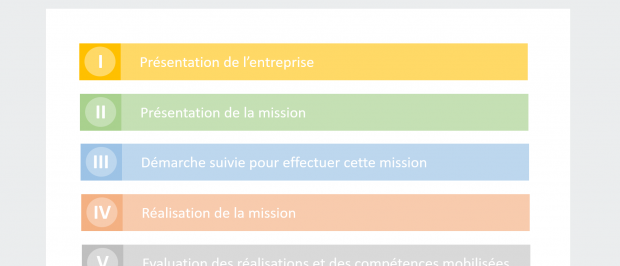 I Présentation de l’entreprise
II Présentation de la mission
III Démarche suivie pour effectuer cette mission
IV Réalisation de la mission
V Evaluation des réalisations et des compétences mobilisées